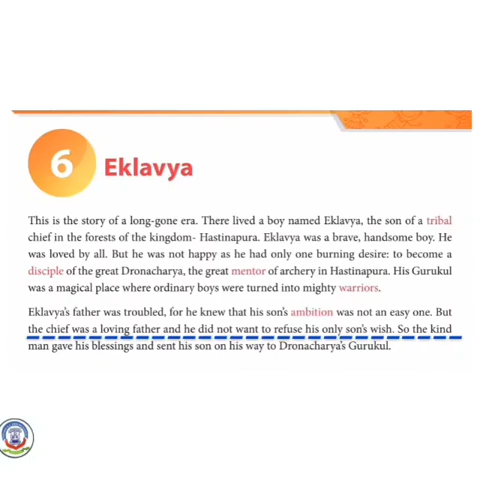 6
Eklavya
This is the story of a long-gone era. There lived a boy named Eklavya, the son of a tribal
chief in the forests of the kingdom- Hastinapura. Eklavya was a brave, handsome boy. He
was loved by all. But he was not happy as he had only one burning desire: to become a
disciple of the great Dronacharya, the great mentor of archery in Hastinapura. His Gurukul
was a magical place where ordinary boys were turned into mighty warriors.
Eklavya's father was troubled, for he knew that his son's ambition was not an easy one. But
the chief was a loving father and he did not want to refuse his only son's wish. So the kind
man gave his blessings and sent his son on his way to Dronacharya's Gurukul.